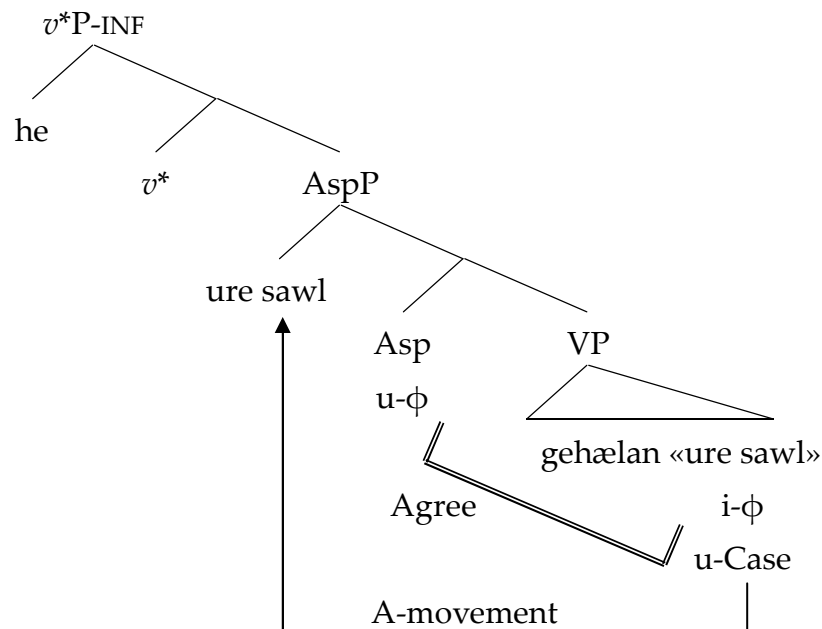 v*P-INF
he
v* AspP
ure sawl
Asp VP
u-ϕ
gehælan «ure sawl»
Agree i-ϕ
u-Case
A-movement